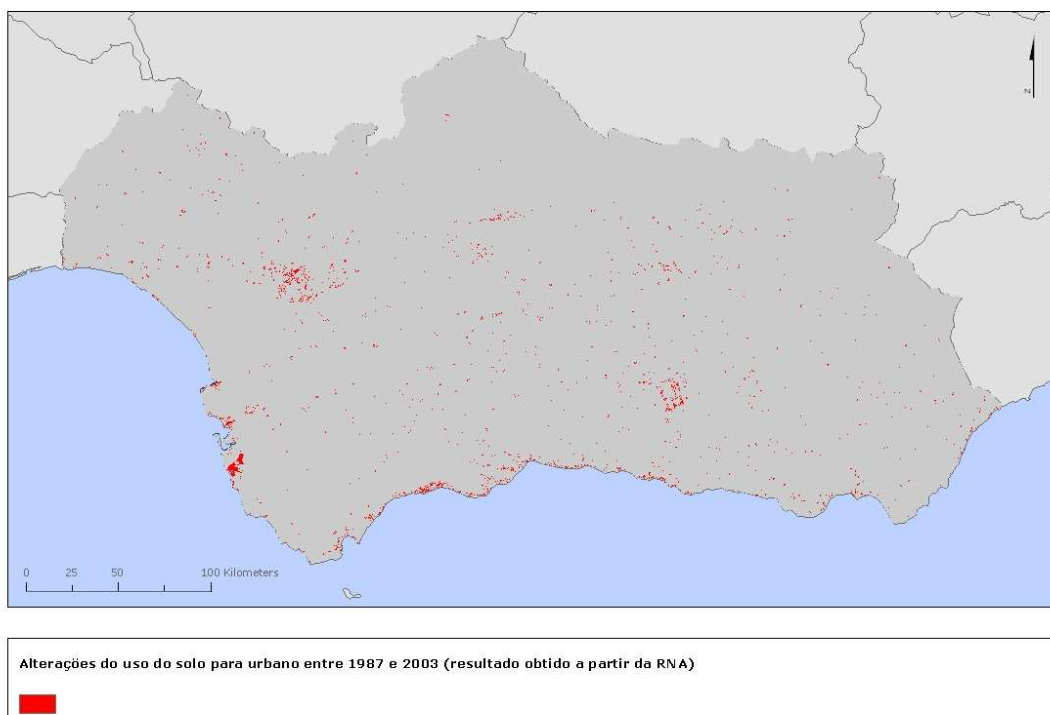 N
0 25 50 100 Kilometers
Alterações do uso do solo para urbano entre 1987 e 2003 (resultado obtido a partir da RNA)